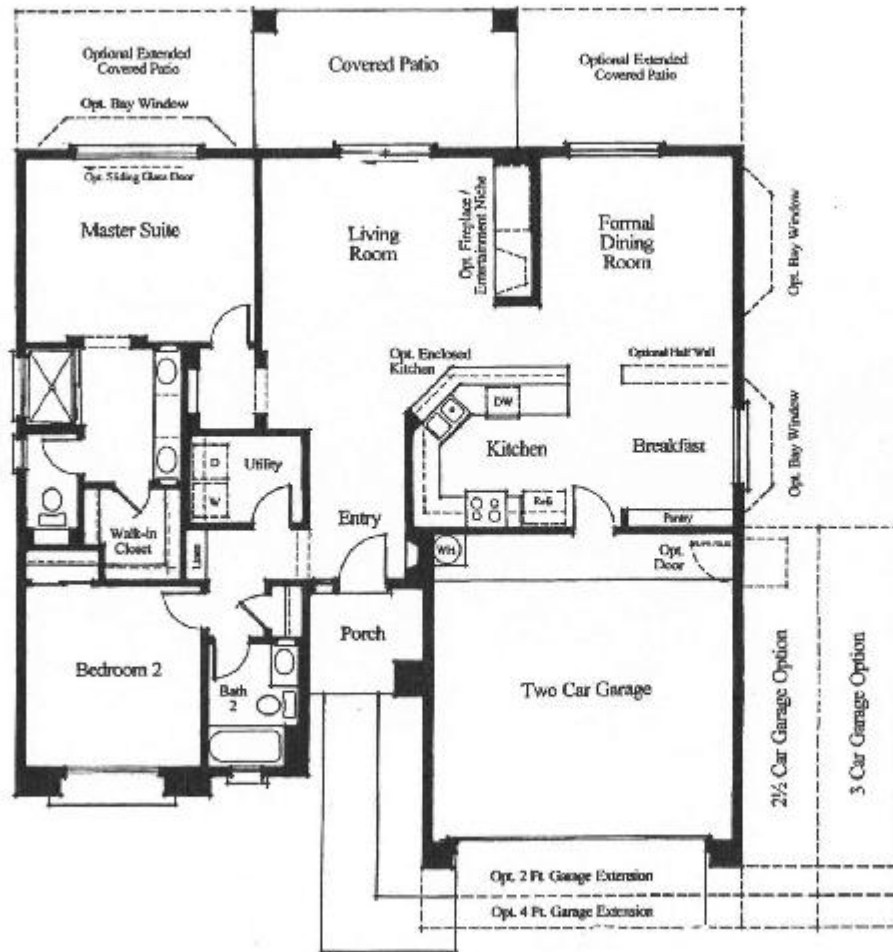 Optional Extended
Covered Patio
Covered Patio
Optional Extended
Covered Patio
Opt. Bay Window
Opt. Sliding Glass Door
Master Suite
Living
Room
Opt. Fireplace /
Entertainment Niche
Formal
Dining
Room
Opt. Bay Window
Opt. Enclosed
Kitchen
Optional Half Wall
DW
Kitchen
Breakfast
Opt. Bay Window
D
Utility
W
Refi
Pantry
Entry
Walk-in
Closet
Linen
WH
Opt.
Door
Porch
Bedroom 2
Bath
2
Two Car Garage
2½ Car Garage Option
3 Car Garage Option
Opt. 2 Ft. Garage Extension
Opt. 4 Ft. Garage Extension